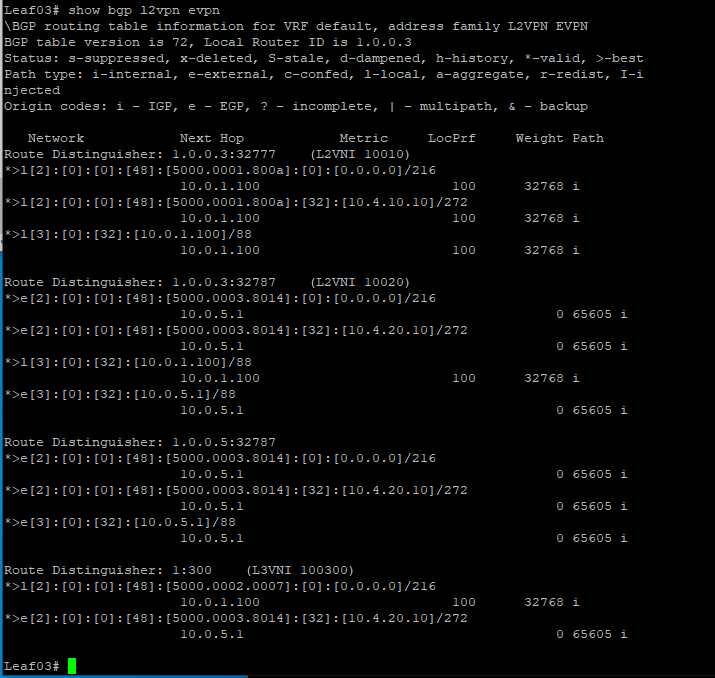 Leaf03# show bgp l2vpn evpn
\BGP routing table information for VRF default, address family L2VPN EVPN
BGP table version is 72, Local Router ID is 1.0.0.3
Status: s-suppressed, x-deleted, S-stale, d-dampened, h-history, *-valid, >-best
Path type: i-internal, e-external, c-confed, l-local, a-aggregate, r-redist, I-i
njected
Origin codes: i - IGP, e - EGP, ? - incomplete, | - multipath, & - backup
   Network            Next Hop            Metric     LocPrf     Weight Path
Route Distinguisher: 1.0.0.3:32777    (L2VNI 10010)
*>l[2]:[0]:[0]:[48]:[5000.0001.800a]:[0]:[0.0.0.0]/216
                      10.0.1.100                        100      32768 i
*>l[2]:[0]:[0]:[48]:[5000.0001.800a]:[32]:[10.4.10.10]/272
                      10.0.1.100                        100      32768 i
*>l[3]:[0]:[32]:[10.0.1.100]/88
                      10.0.1.100                        100      32768 i
Route Distinguisher: 1.0.0.3:32787    (L2VNI 10020)
*>e[2]:[0]:[0]:[48]:[5000.0003.8014]:[0]:[0.0.0.0]/216
                      10.0.5.1                                       0 65605 i
*>e[2]:[0]:[0]:[48]:[5000.0003.8014]:[32]:[10.4.20.10]/272
                      10.0.5.1                                       0 65605 i
*>l[3]:[0]:[32]:[10.0.1.100]/88
                      10.0.1.100                        100      32768 i
*>e[3]:[0]:[32]:[10.0.5.1]/88
                      10.0.5.1                                       0 65605 i
Route Distinguisher: 1.0.0.5:32787
*>e[2]:[0]:[0]:[48]:[5000.0003.8014]:[0]:[0.0.0.0]/216
                      10.0.5.1                                       0 65605 i
*>e[2]:[0]:[0]:[48]:[5000.0003.8014]:[32]:[10.4.20.10]/272
                      10.0.5.1                                       0 65605 i
*>e[3]:[0]:[32]:[10.0.5.1]/88
                      10.0.5.1                                       0 65605 i
Route Distinguisher: 1:300    (L3VNI 100300)
*>l[2]:[0]:[0]:[48]:[5000.0002.0007]:[0]:[0.0.0.0]/216
                      10.0.1.100                        100      32768 i
*>e[2]:[0]:[0]:[48]:[5000.0003.8014]:[32]:[10.4.20.10]/272
                      10.0.5.1                                       0 65605 i
Leaf03#